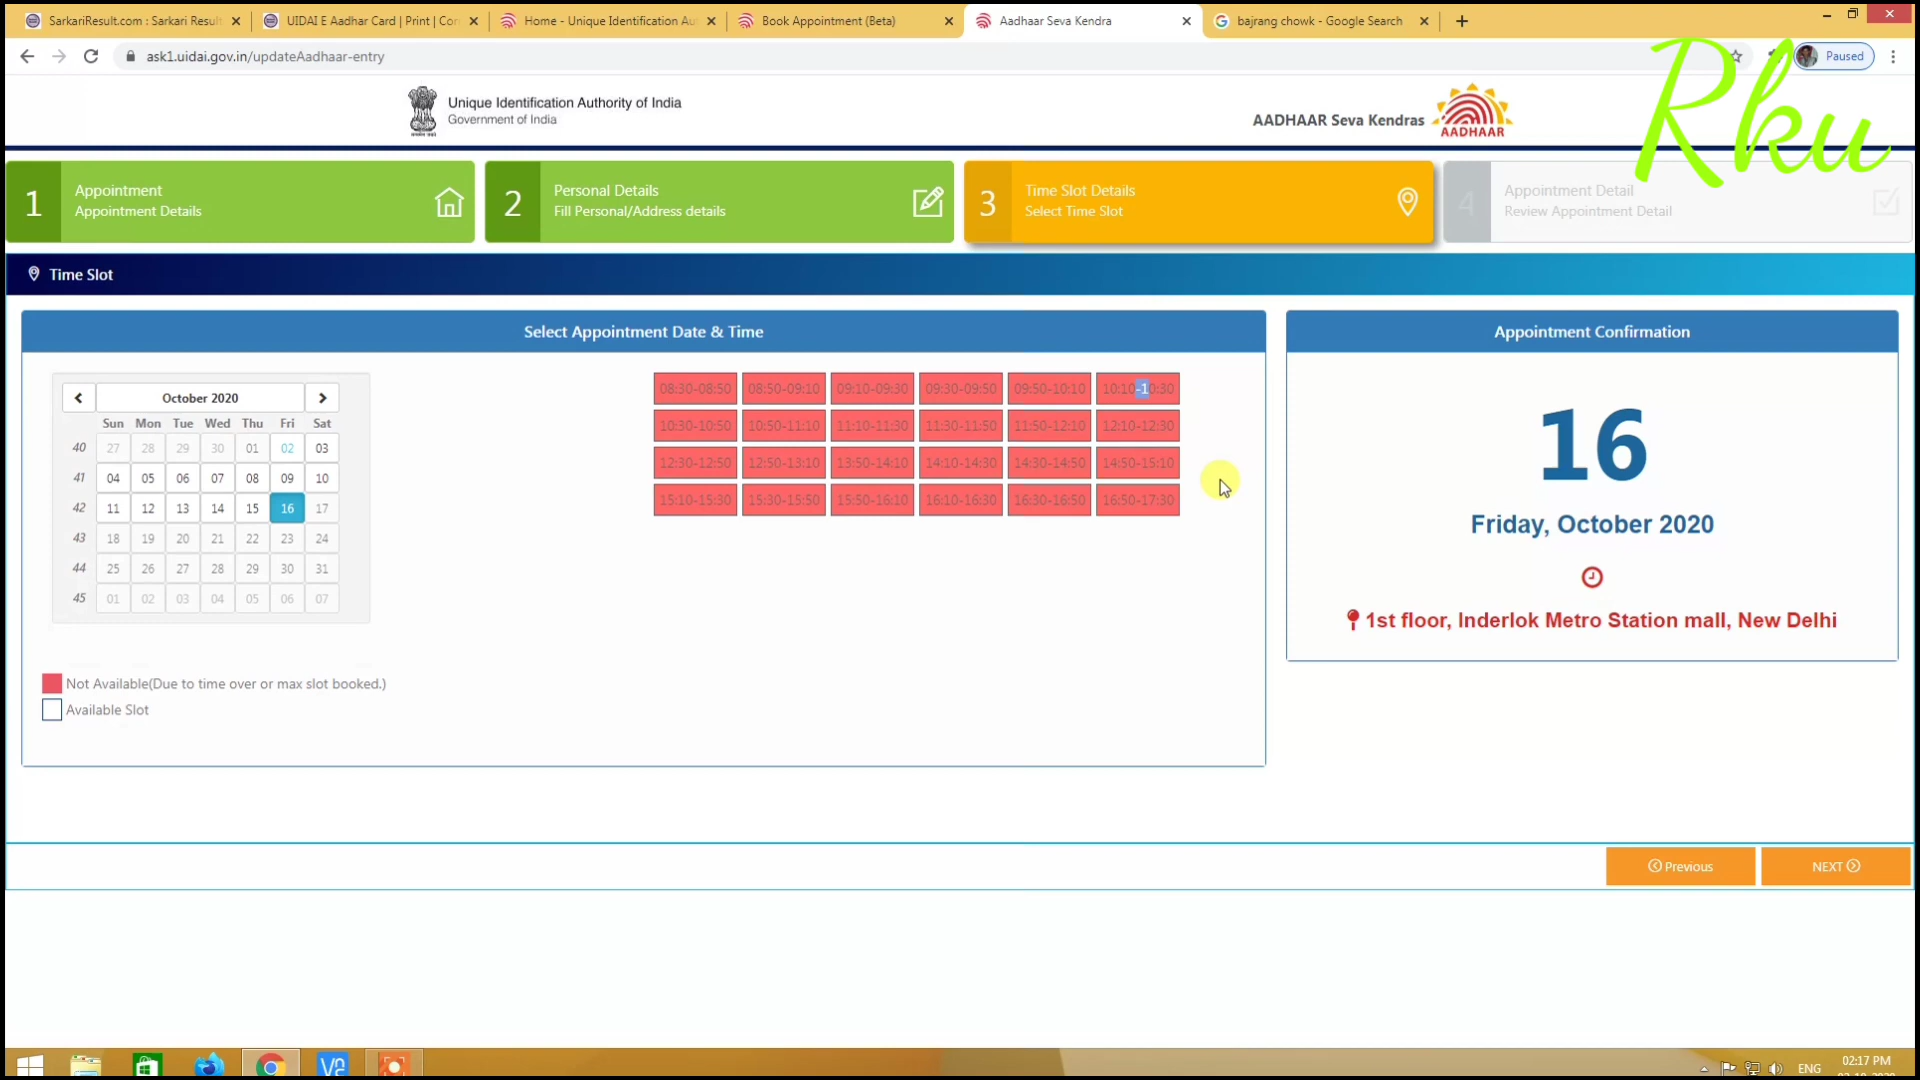 SarkariResult.com : Sarkari Result
UIDAI E Aadhar Card | Print | Cor
Home - Unique Identification Au
Book Appointment (Beta)
Aadhaar Seva Kendra
bajrang chowk - Google Search
ask1.uidai.gov.in/updateAadhaar-entry
Paused
Rku
Unique Identification Authority of India
Government of India
AADHAAR Seva Kendras
AADHAAR
1
Appointment
Appointment Details
2
Personal Details
Fill Personal/Address details
3
Time Slot Details
Select Time Slot
4
Appointment Detail
Review Appointment Detail
Time Slot
Select Appointment Date & Time
October 2020
Sun Mon Tue Wed Thu Fri Sat
40 27 28 29 30 01 02 03
41 04 05 06 07 08 09 10
42 11 12 13 14 15 16 17
43 18 19 20 21 22 23 24
44 25 26 27 28 29 30 31
45 01 02 03 04 05 06 07
08:30-08:50 08:50-09:10 09:10-09:30 09:30-09:50 09:50-10:10 10:10-10:30
10:30-10:50 10:50-11:10 11:10-11:30 11:30-11:50 11:50-12:10 12:10-12:30
12:30-12:50 12:50-13:10 13:50-14:10 14:10-14:30 14:30-14:50 14:50-15:10
15:10-15:30 15:30-15:50 15:50-16:10 16:10-16:30 16:30-16:50 16:50-17:30
Not Available(Due to time over or max slot booked.)
Available Slot
Appointment Confirmation
16
Friday, October 2020
1st floor, Inderlok Metro Station mall, New Delhi
Previous
NEXT
ENG
02:17 PM